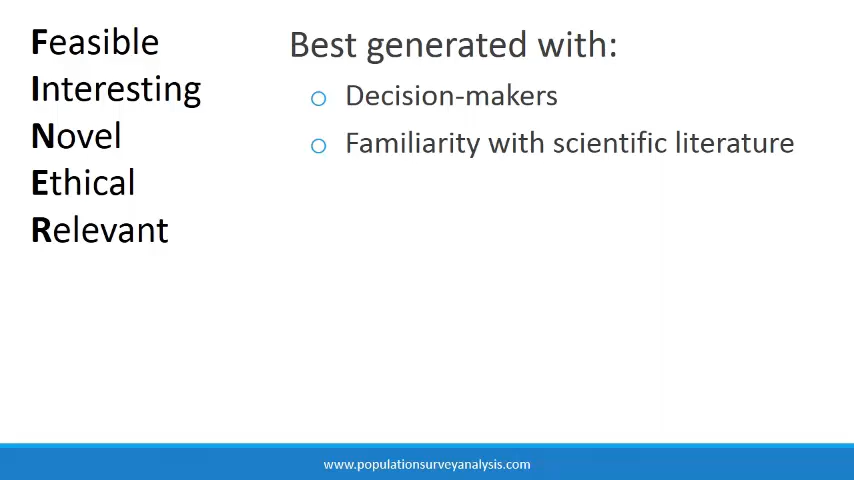 Feasible
Interesting
Novel
Ethical
Relevant
Best generated with:
Decision-makers
Familiarity with scientific literature
www.populationsurveyanalysis.com